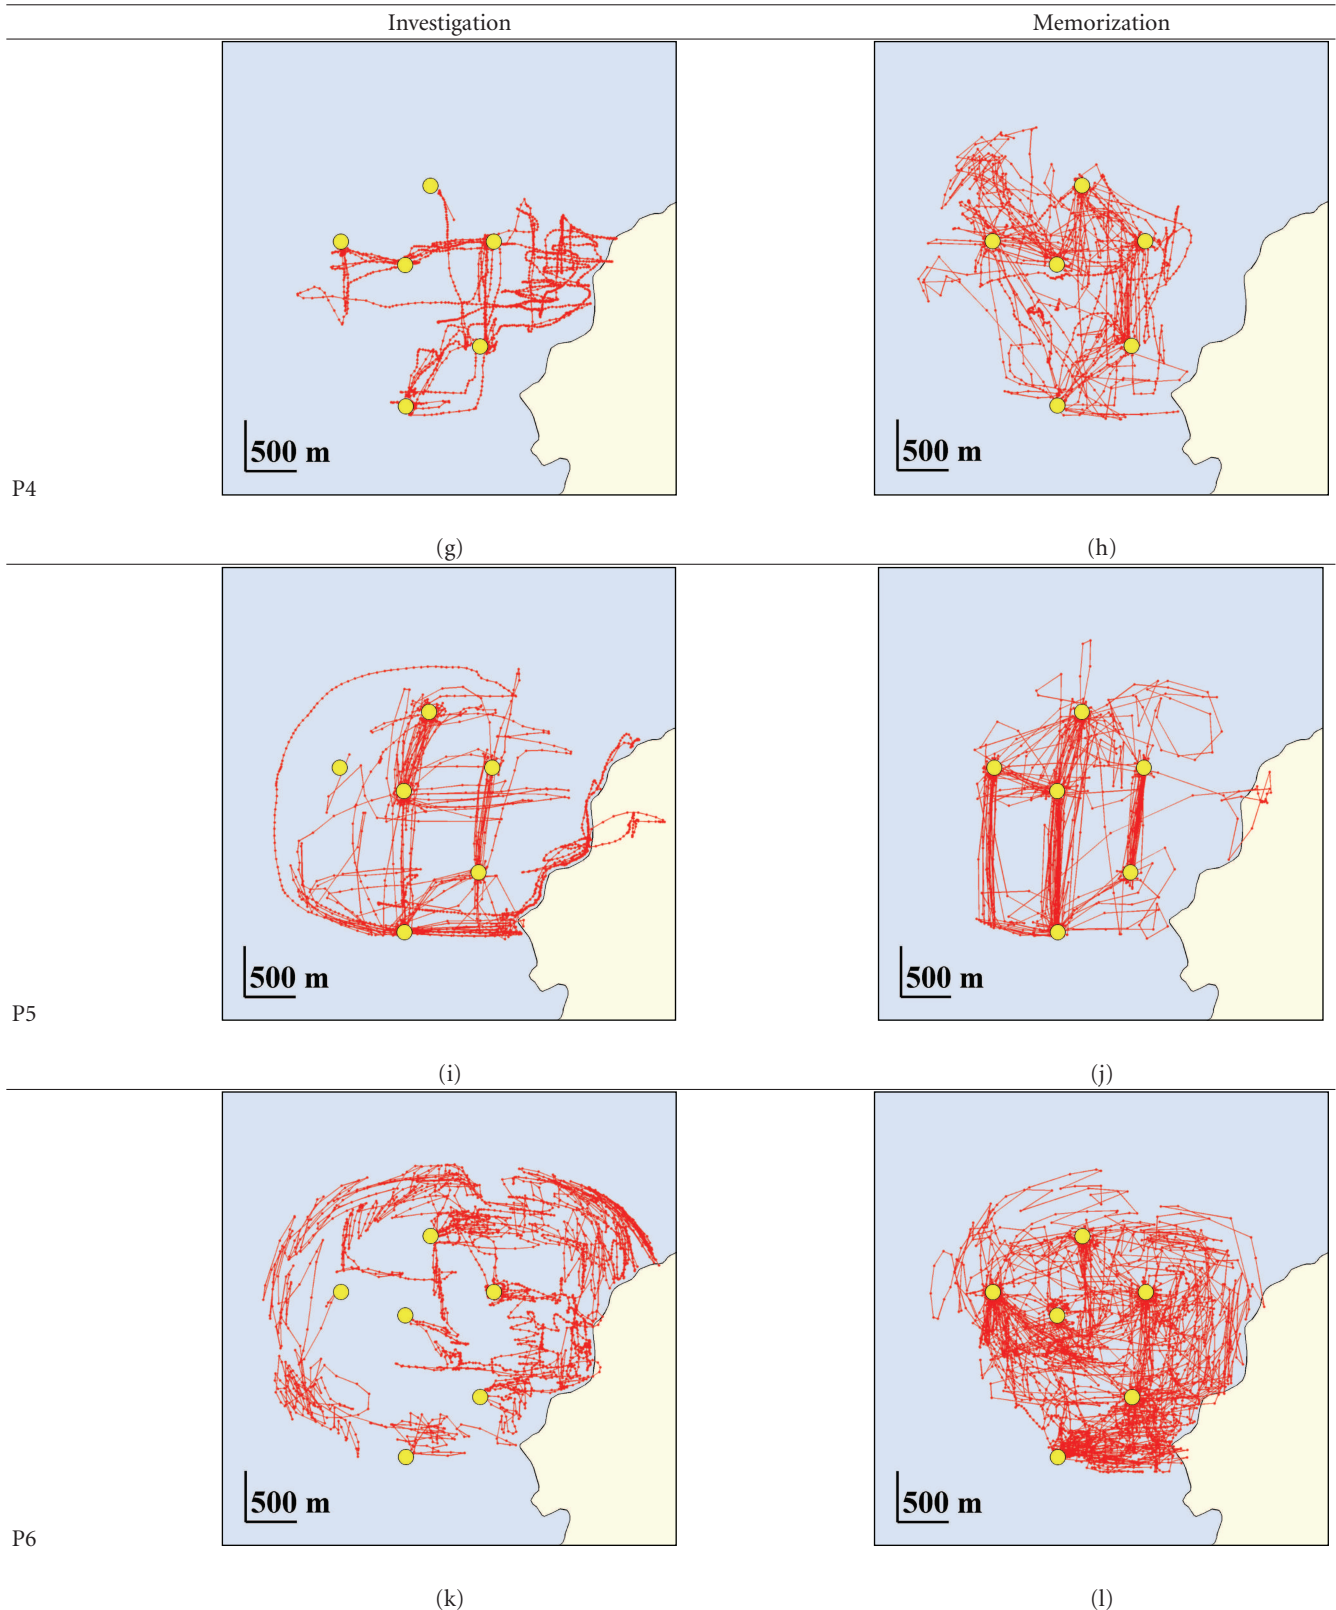 Investigation Memorization
500 m 500 m
P4
(g) (h)
500 m 500 m
P5
(i) (j)
500 m 500 m
P6
(k) (l)